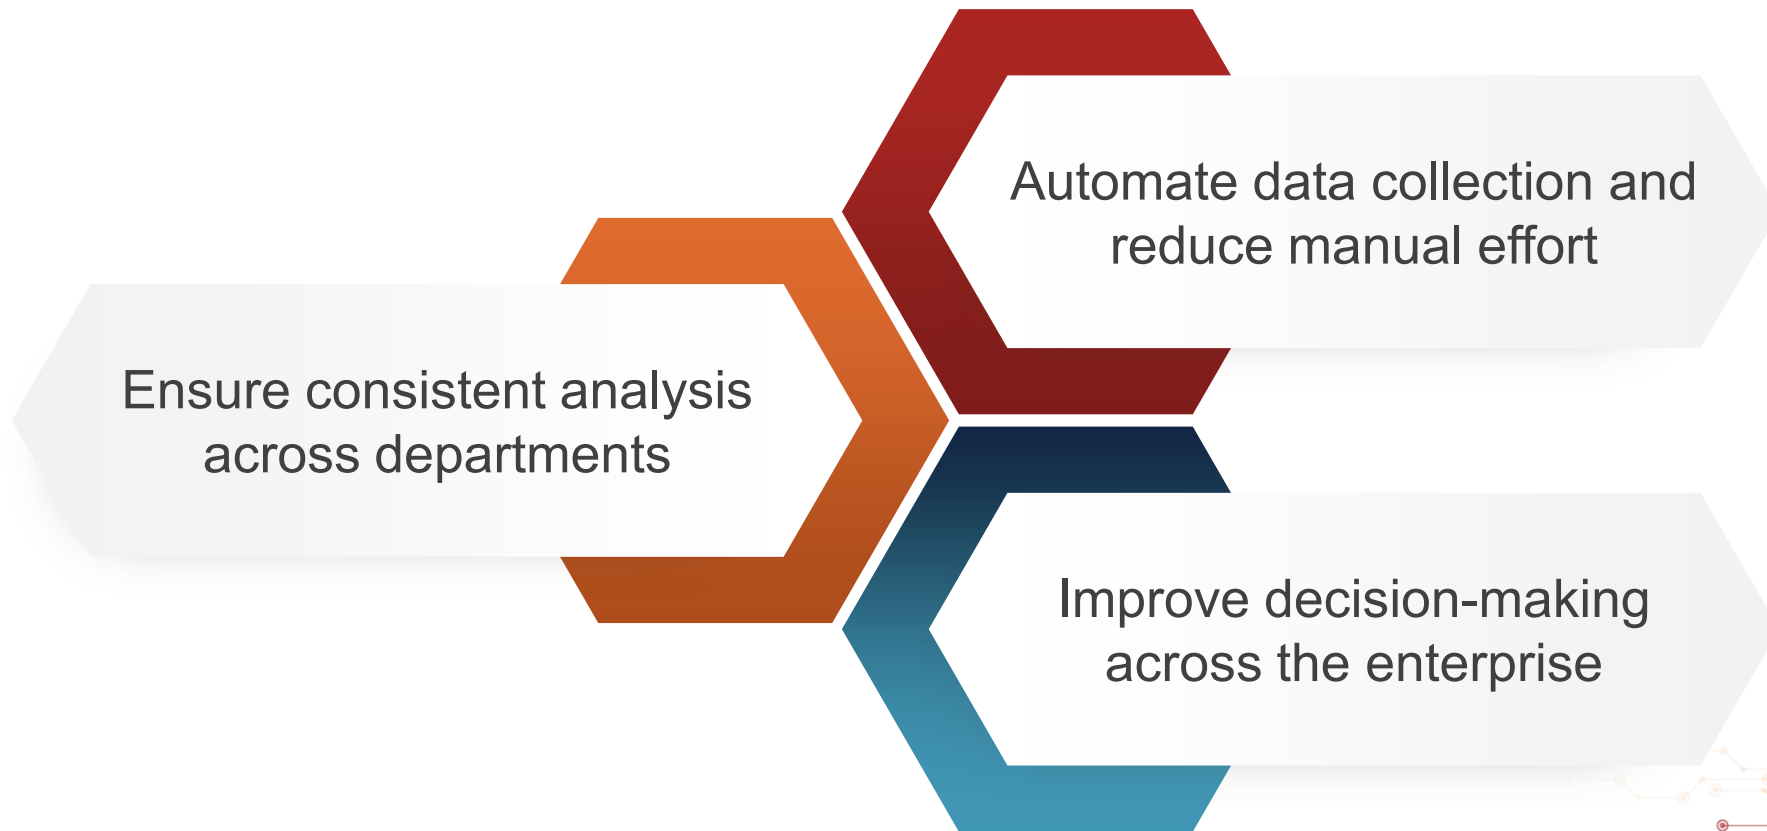 Automate data collection and
reduce manual effort
Ensure consistent analysis
across departments
Improve decision-making
across the enterprise